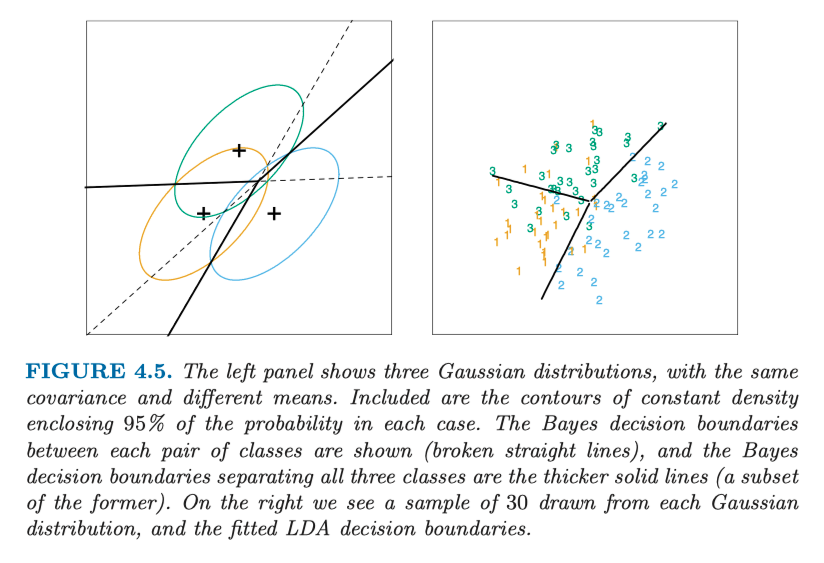 FIGURE 4.5. The left panel shows three Gaussian distributions, with the same
covariance and different means. Included are the contours of constant density
enclosing 95% of the probability in each case. The Bayes decision boundaries
between each pair of classes are shown (broken straight lines), and the Bayes
decision boundaries separating all three classes are the thicker solid lines (a subset
of the former). On the right we see a sample of 30 drawn from each Gaussian
distribution, and the fitted LDA decision boundaries.